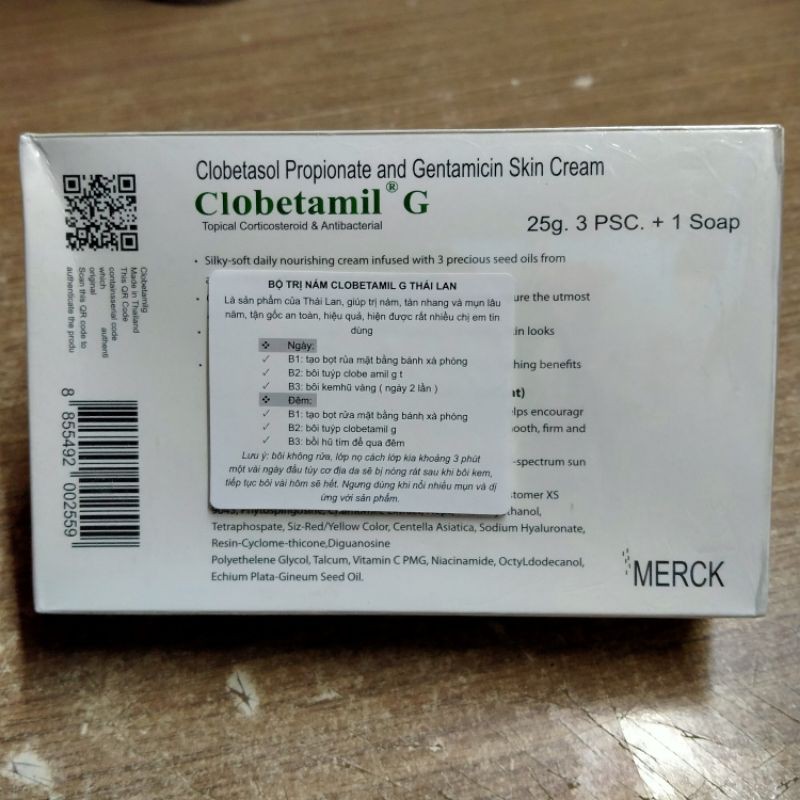 Clobetasol Propionate and Gentamicin Skin Cream
Clobetamil® G
Topical Corticosteroid & Antibacterial
25g. 3 PSC. + 1 Soap
Clobetamilg
Made in Thailand
This QR Code
containaserial code
which authenti
original
Scan this QR code to
authenticate the produ
8 855492 002559
• Silky-soft daily nourishing cream infused with 3 precious seed oils from
ure the utmost
in looks
hing benefits
nt)
elps encouragr
ooth, firm and
-spectrum sun
stomer XS
thanol,
BỘ TRỊ NÁM CLOBETAMIL G THÁI LAN
Là sản phẩm của Thái Lan, giúp trị nám, tàn nhang và mụn lâu
năm, tận gốc an toàn, hiệu quả, hiện được rất nhiều chị em tin
dùng
❖ Ngày:
✓ B1: tạo bọt rửa mặt bằng bánh xà phòng
✓ B2: bôi tuýp clobe amil g t
✓ B3: bôi kemhũ vàng ( ngày 2 lần )
❖ Đêm:
✓ B1: tạo bọt rửa mặt bằng bánh xà phòng
✓ B2: bôi tuýp clobetamil g
✓ B3: bồi hũ tím để qua đêm
Lưu ý: bôi không rửa, lớp nọ cách lớp kia khoảng 3 phút
một vài ngày đầu tùy cơ địa da sẽ bị nóng rát sau khi bôi kem,
tiếp tục bôi vài hôm sẽ hết. Ngưng dùng khi nổi nhiều mụn và dị
ứng với sản phẩm.
Tetraphospate, Siz-Red/Yellow Color, Centella Asiatica, Sodium Hyaluronate,
Resin-Cyclome-thicone,Diguanosine
Polyethelene Glycol, Talcum, Vitamin C PMG, Niacinamide, OctyLdodecanol,
Echium Plata-Gineum Seed Oil.
MERCK